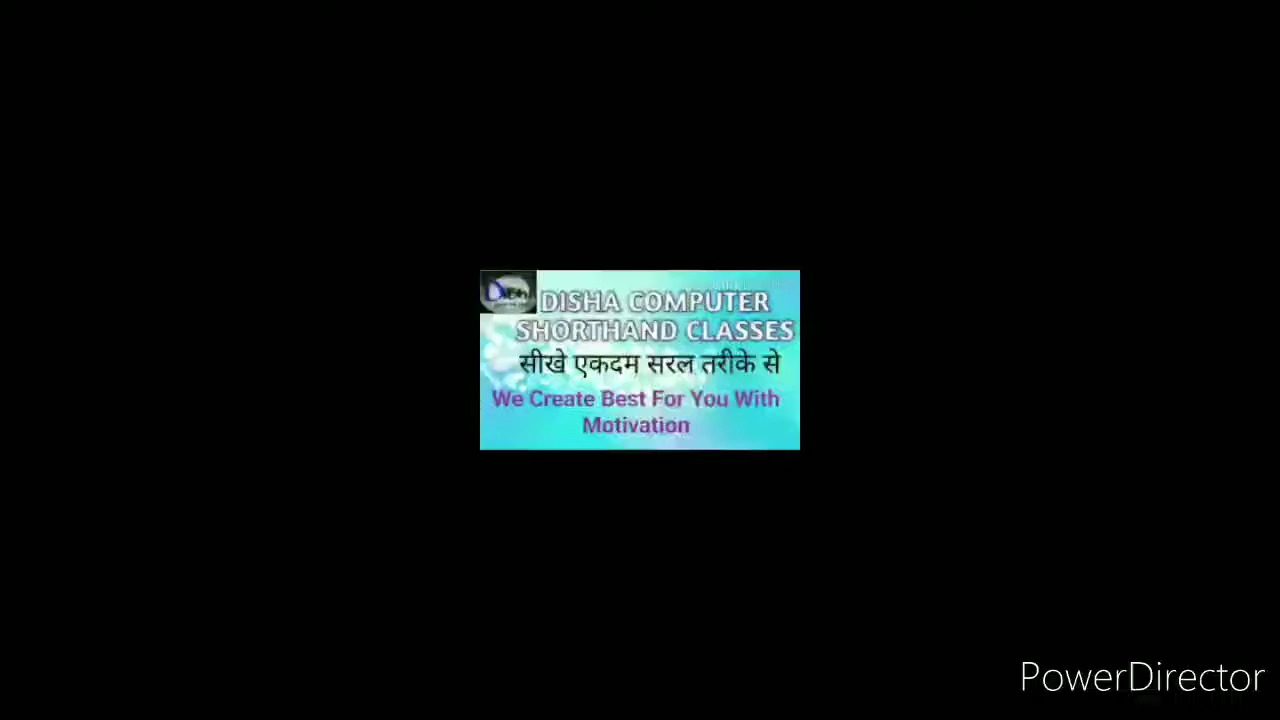 DISHA COMPUTER
SHORTHAND CLASSES
सीखे एकदम सरल तरीके से
We Create Best For You With
Motivation
PowerDirector